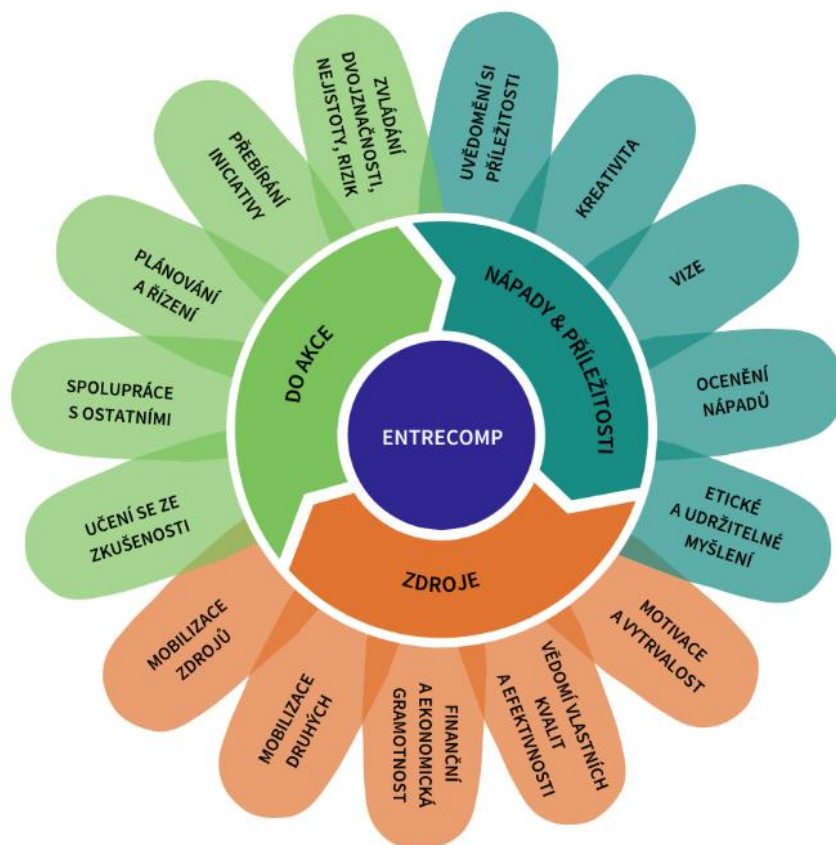 ENTRECOMP
NÁPADY & PŘÍLEŽITOSTI
ZDROJE
DO AKCE
UVĚDOMĚNÍ SI
PŘÍLEŽITOSTI
KREATIVITA
VIZE
OCENĚNÍ
NÁPADŮ
ETICKÉ
A UDRŽITELNÉ
MYŠLENÍ
MOTIVACE
A VYTRVALOST
VĚDOMÍ VLASTNÍCH
KVALIT
A EFEKTIVNOSTI
FINANČNÍ
A EKONOMICKÁ
GRAMOTNOST
MOBILIZACE
DRUHÝCH
MOBILIZACE
ZDROJŮ
UČENÍ SE ZE
ZKUŠENOSTI
SPOLUPRÁCE
S OSTATNÍMI
PLÁNOVÁNÍ
A ŘÍZENÍ
PŘEBÍRÁNÍ
INICIATIVY
ZVLÁDÁNÍ
DVOJZNAČNOSTI,
NEJISTOTY, RIZIK